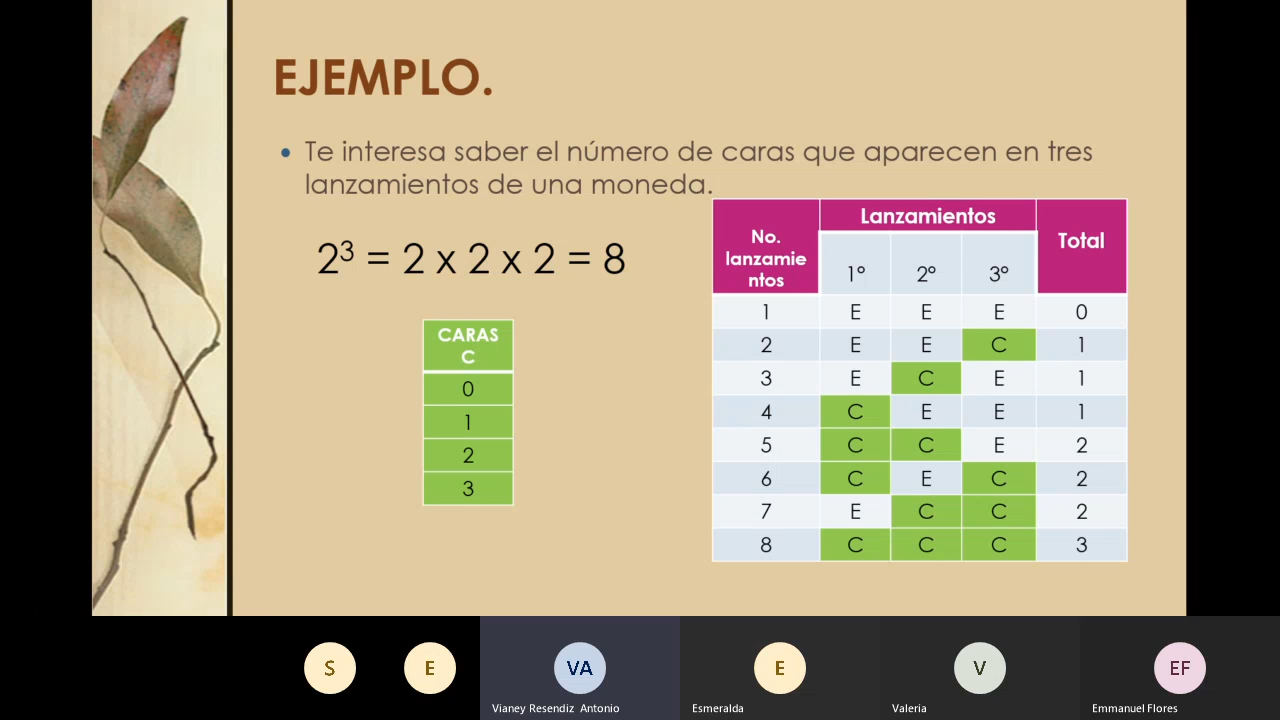 EJEMPLO.
• Te interesa saber el número de caras que aparecen en tres
lanzamientos de una moneda.
2³ = 2 x 2 x 2 = 8
CARAS
C
0
1
2
3
No.
lanzamie
ntos
Lanzamientos
Total
1° 2° 3°
1 E E E 0
2 E E C 1
3 E C E 1
4 C E E 1
5 C C E 2
6 C E C 2
7 E C C 2
8 C C C 3
S E VA E V EF
Vianey Resendiz Antonio Esmeralda Valeria Emmanuel Flores